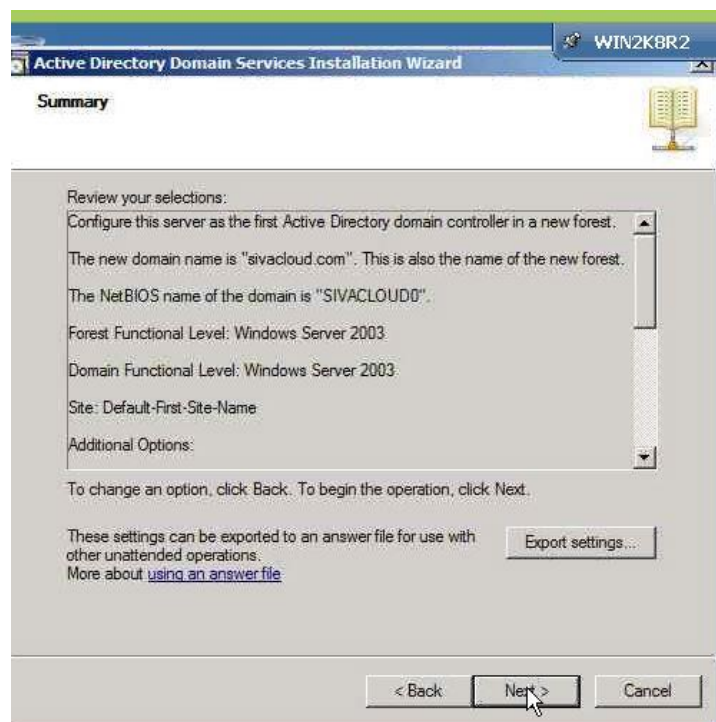 WIN2K8R2
Active Directory Domain Services Installation Wizard
Summary
Review your selections:
Configure this server as the first Active Directory domain controller in a new forest.
The new domain name is "sivacloud.com". This is also the name of the new forest.
The NetBIOS name of the domain is "SIVACLOUD0".
Forest Functional Level: Windows Server 2003
Domain Functional Level: Windows Server 2003
Site: Default-First-Site-Name
Additional Options:
To change an option, click Back. To begin the operation, click Next.
These settings can be exported to an answer file for use with
other unattended operations.
More about using an answer file
Export settings...
< Back
Next >
Cancel